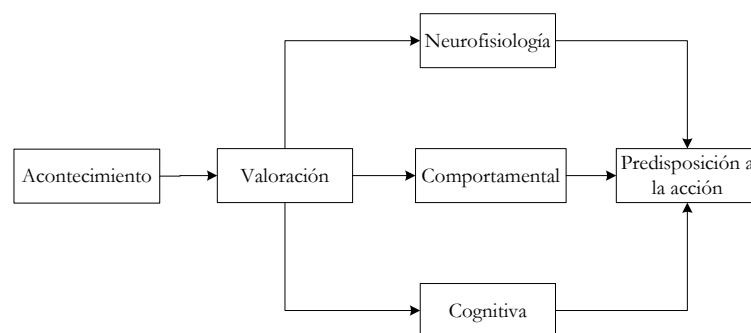 Neurofisiología
Acontecimiento
Valoración
Comportamental
Predisposición a
la acción
Cognitiva